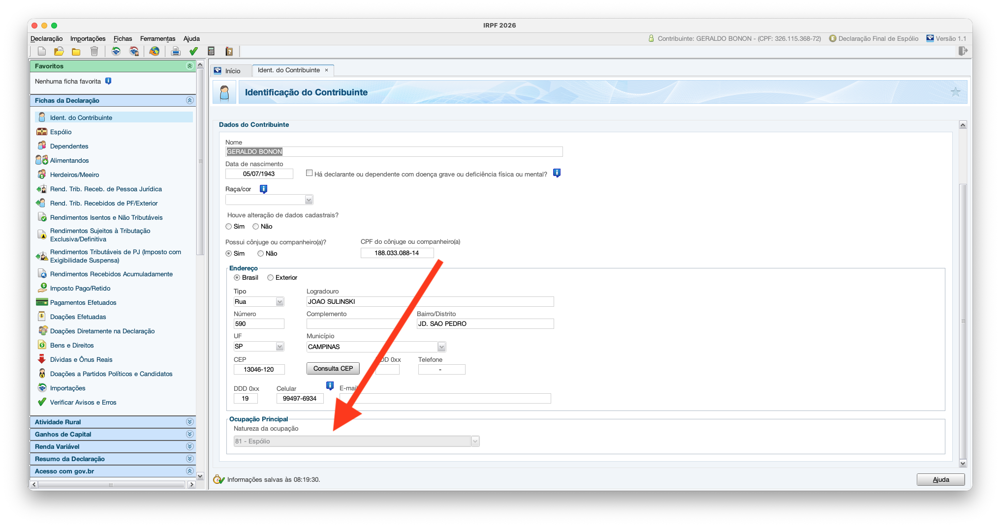 IRPF 2026
Declaração Importações Fichas Ferramentas Ajuda
Contribuinte: GERALDO BONON - (CPF: 326.115.368-72) E Declaração Final de Espólio Versão 1.1
Favoritos
Nenhuma ficha favorita
Fichas da Declaração
Ident. do Contribuinte
Espólio
Dependentes
Alimentandos
Herdeiros/Meeiro
Rend. Trib. Receb. de Pessoa Jurídica
Rend. Trib. Recebidos de PF/Exterior
Rendimentos Isentos e Não Tributáveis
Rendimentos Sujeitos à Tributação
Exclusiva/Definitiva
Rendimentos Tributáveis de PJ (Imposto com
Exigibilidade Suspensa)
Rendimentos Recebidos Acumuladamente
Imposto Pago/Retido
Pagamentos Efetuados
Doações Efetuadas
Doações Diretamente na Declaração
Bens e Direitos
Dívidas e Ônus Reais
Doações a Partidos Políticos e Candidatos
Importações
Verificar Avisos e Erros
Atividade Rural
Ganhos de Capital
Renda Variável
Resumo da Declaração
Acesso com gov.br
Início
Ident. do Contribuinte ×
Identificação do Contribuinte
Dados do Contribuinte
Nome
GERALDO BONON
Data de nascimento
05/07/1943
Há declarante ou dependente com doença grave ou deficiência física ou mental?
Raça/cor
Houve alteração de dados cadastrais?
Sim Não
Possui cônjuge ou companheiro(a)? CPF do cônjuge ou companheiro(a)
Sim Não 188.033.088-14
Endereço
Brasil Exterior
Tipo Logradouro
Rua JOAO SULINSKI
Número Complemento Bairro/Distrito
590 JD. SAO PEDRO
UF Município
SP CAMPINAS
CEP DD 0xx Telefone
13046-120 Consulta CEP -
DDD 0xx Celular E-mail
19 99497-6934
Ocupação Principal
Natureza da ocupação
81 - Espólio
Informações salvas às 08:19:30.
Ajuda